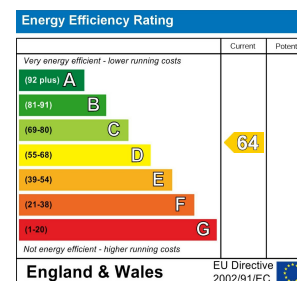 Energy Efficiency Rating
Current
Potent
Very energy efficient - lower running costs
(92 plus) A
(81-91) B
(69-80) C
(55-68) D
(39-54) E
(21-38) F
(1-20) G
64
Not energy efficient - higher running costs
England & Wales
EU Directive
2002/91/EC